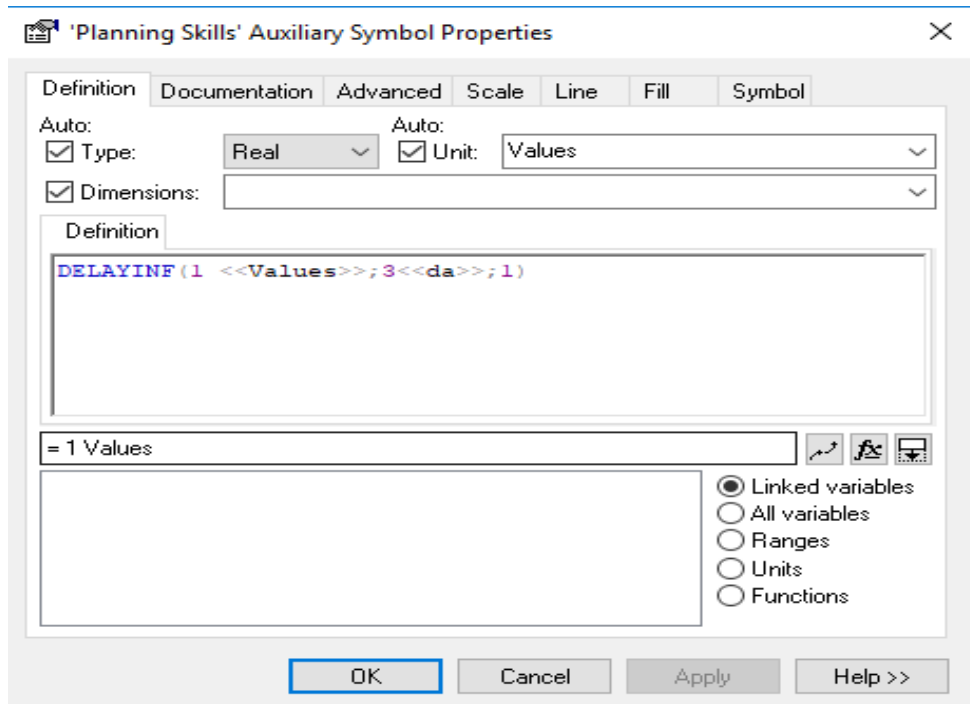 'Planning Skills' Auxiliary Symbol Properties
Definition Documentation Advanced Scale Line Fill Symbol
Auto: Auto:
Type: Real Unit: Values
Dimensions:
Definition
DELAYINF(1 <<Values>>;3<<da>>;1)
= 1 Values fx
Linked variables
All variables
Ranges
Units
Functions
OK Cancel Apply Help >>